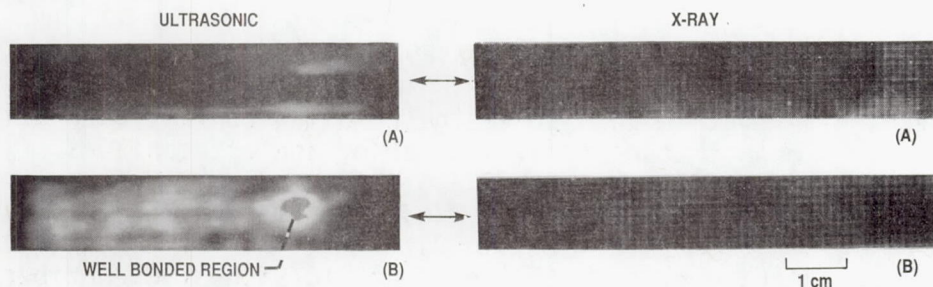 ULTRASONIC
X-RAY
(A)
(A)
WELL BONDED REGION
(B)
(B)
1 cm